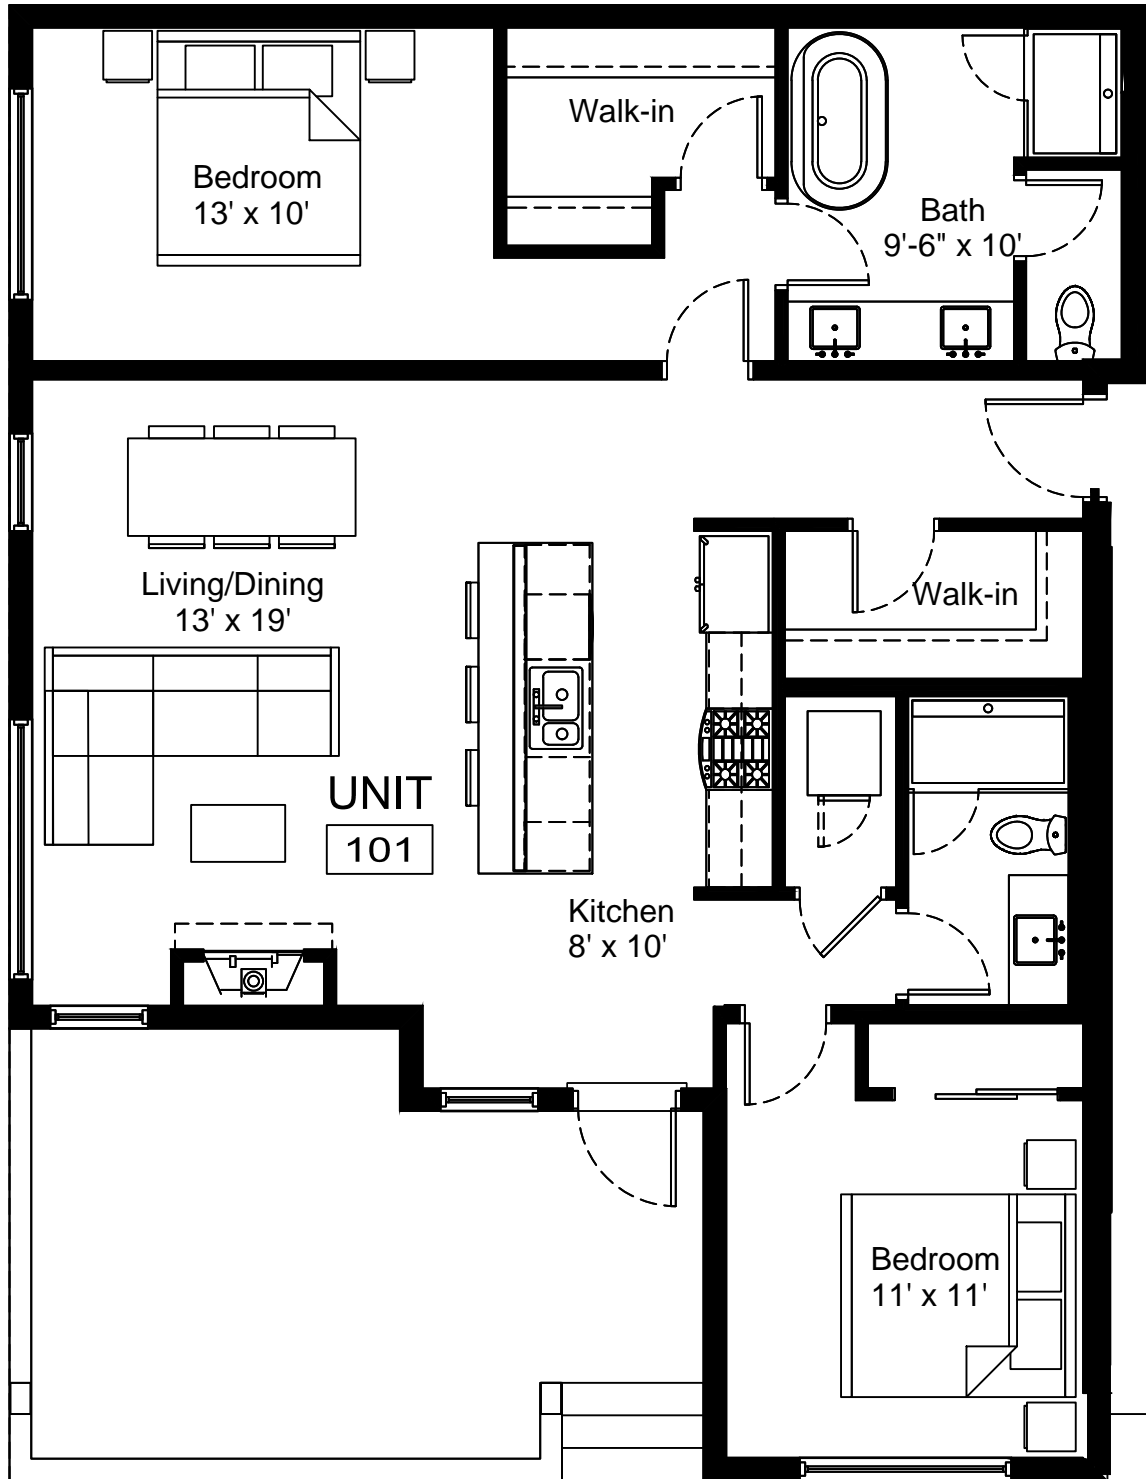 Walk-in
Bedroom
13' x 10'
Bath
9'-6" x 10'
Living/Dining
13' x 19'
Walk-in
UNIT
101
Kitchen
8' x 10'
Bedroom
11' x 11'